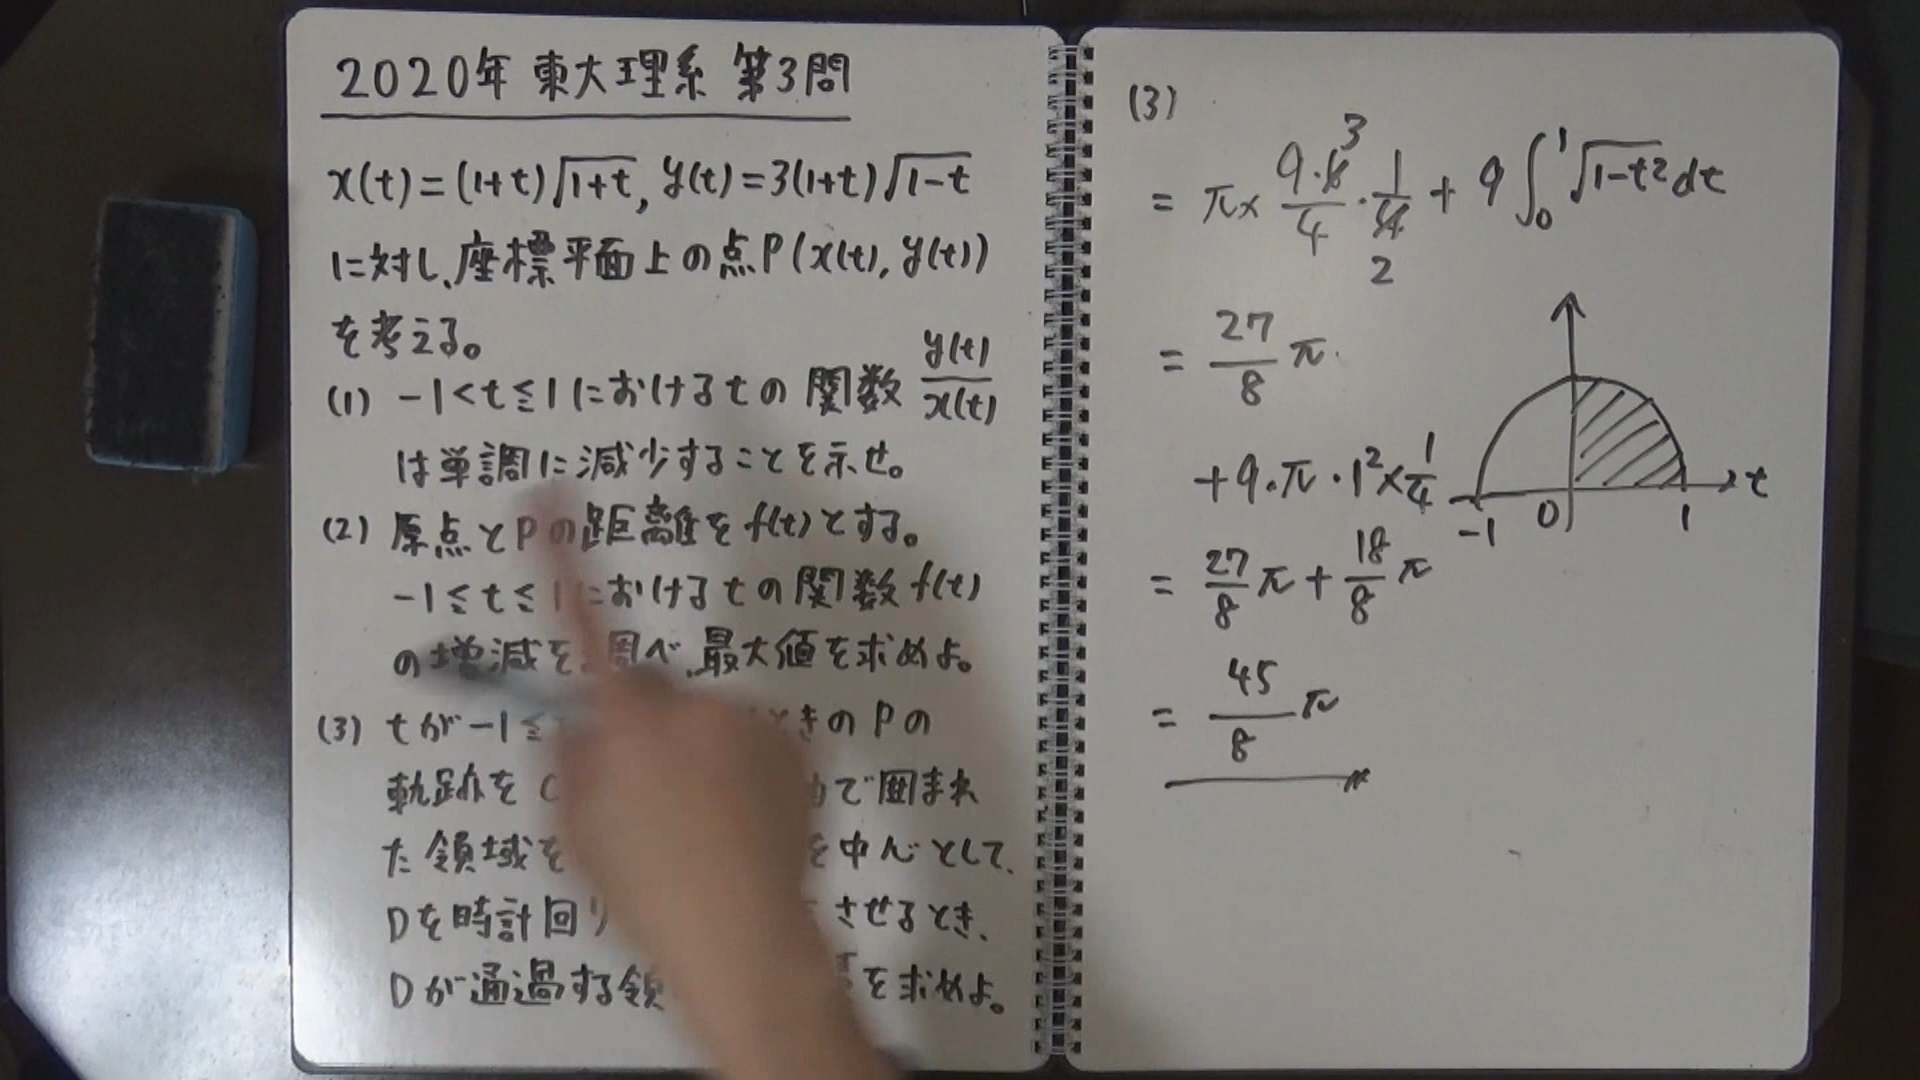 2020年 東大理系 第3問
x(t)=(1+t)√(1+t), y(t)=3(1+t)√(1-t)
に対し、座標平面上の点P(x(t), y(t))
を考える。
(1) -1<t≦1におけるtの関数 y(t)/x(t)
は単調に減少することを示せ。
(2) 原点とPの距離をf(t)とする。
-1≦t≦1におけるtの関数f(t)
の増減を調べ、最大値を求めよ。
(3) tが-1≦ ときのPの
軌跡をC で囲まれ
た領域を を中心として、
Dを時計回り させるとき、
Dが通過する領 を求めよ。
(3)
= π× 9·6/4 3 · 1/4 2 + 9∫₀¹√(1-t²)dt
= 27/8 π
+9·π·1²×1/4
-1 0 1 t
= 27/8 π + 18/8 π
= 45/8 π